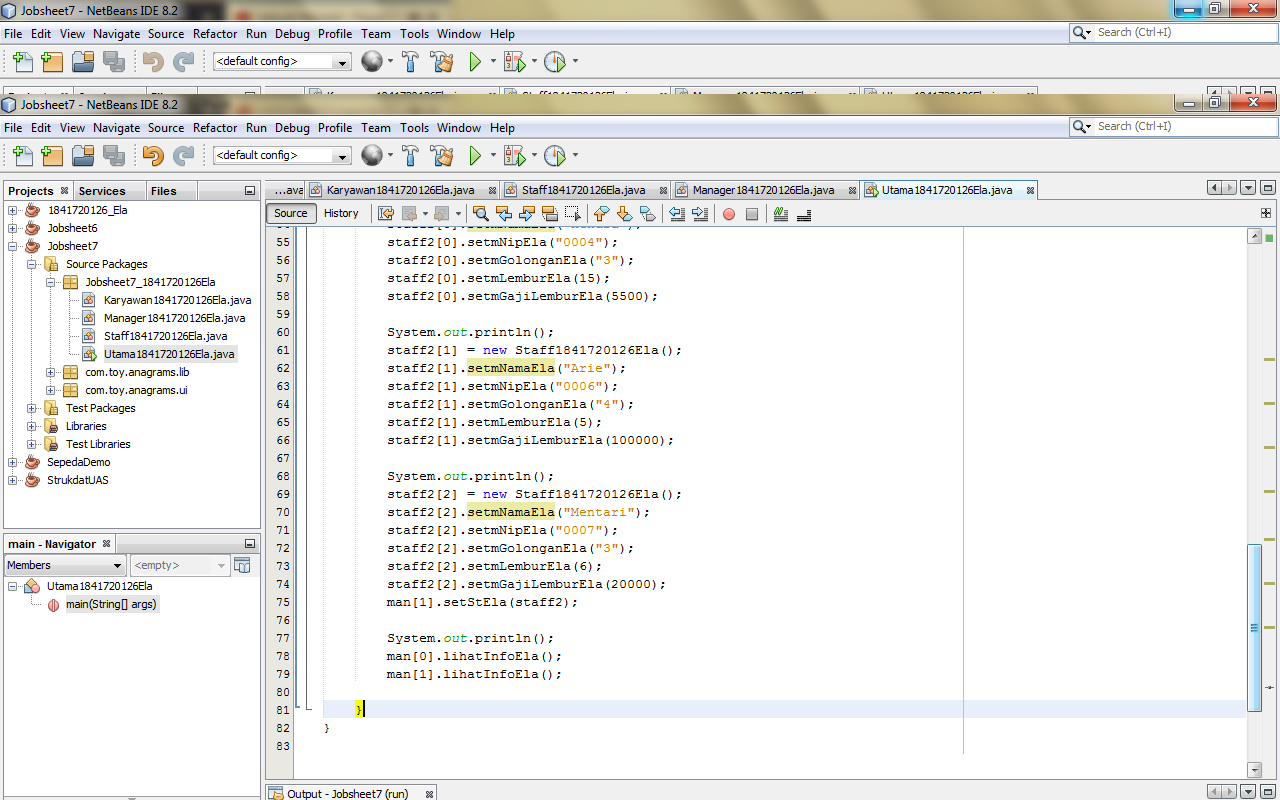 Jobsheet7 - NetBeans IDE 8.2
File Edit View Navigate Source Refactor Run Debug Profile Team Tools Window Help
Search (Ctrl+I)
<default config>
Jobsheet7 - NetBeans IDE 8.2
File Edit View Navigate Source Refactor Run Debug Profile Team Tools Window Help
Search (Ctrl+I)
<default config>
Projects Services Files
1841720126_Ela
Jobsheet6
Jobsheet7
Source Packages
Jobsheet7_1841720126Ela
Karyawan1841720126Ela.java
Manager1841720126Ela.java
Staff1841720126Ela.java
Utama1841720126Ela.java
com.toy.anagrams.lib
com.toy.anagrams.ui
Test Packages
Libraries
Test Libraries
SepedaDemo
StrukdatUAS
main - Navigator
Members <empty>
Utama1841720126Ela
main(String[] args)
...ava Karyawan1841720126Ela.java Staff1841720126Ela.java Manager1841720126Ela.java Utama1841720126Ela.java
Source History
55 staff2[0].setmNipEla("0004");
56 staff2[0].setmGolonganEla("3");
57 staff2[0].setmLemburEla(15);
58 staff2[0].setmGajiLemburEla(5500);
59
60 System.out.println();
61 staff2[1] = new Staff1841720126Ela();
62 staff2[1].setmNamaEla("Arie");
63 staff2[1].setmNipEla("0006");
64 staff2[1].setmGolonganEla("4");
65 staff2[1].setmLemburEla(5);
66 staff2[1].setmGajiLemburEla(100000);
67
68 System.out.println();
69 staff2[2] = new Staff1841720126Ela();
70 staff2[2].setmNamaEla("Mentari");
71 staff2[2].setmNipEla("0007");
72 staff2[2].setmGolonganEla("3");
73 staff2[2].setmLemburEla(6);
74 staff2[2].setmGajiLemburEla(20000);
75 man[1].setStEla(staff2);
76
77 System.out.println();
78 man[0].lihatInfoEla();
79 man[1].lihatInfoEla();
80
81 }
82 }
83
Output - Jobsheet7 (run)